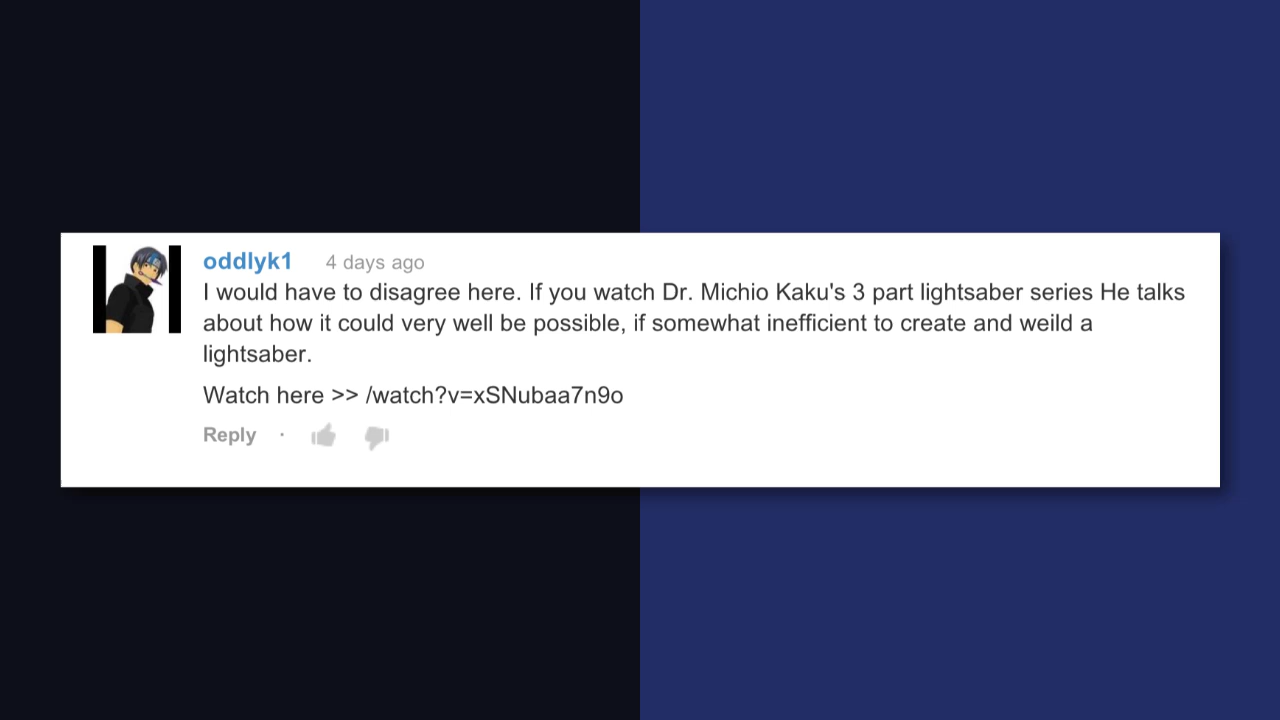 oddlyk1 4 days ago
I would have to disagree here. If you watch Dr. Michio Kaku's 3 part lightsaber series He talks
about how it could very well be possible, if somewhat inefficient to create and weild a
lightsaber.
Watch here >> /watch?v=xSNubaa7n9o
Reply ·